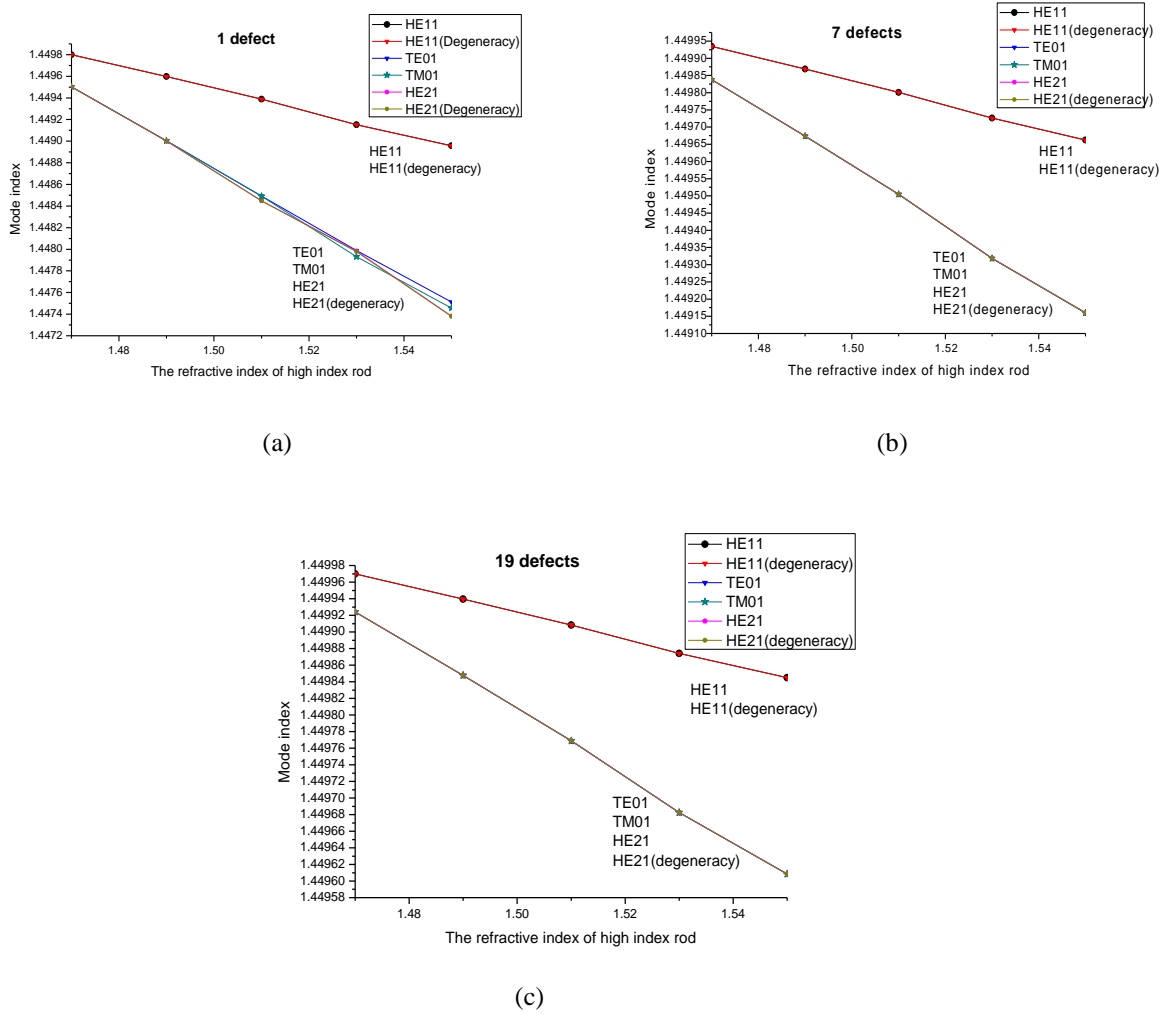 1 defect
HE11
HE11(Degeneracy)
TE01
TM01
HE21
HE21(Degeneracy)
1.4498
1.4496
1.4494
1.4492
1.4490
1.4488
1.4486
1.4484
1.4482
1.4480
1.4478
1.4476
1.4474
1.4472
Mode index
HE11
HE11(degeneracy)
TE01
TM01
HE21
HE21(degeneracy)
1.48 1.50 1.52 1.54
The refractive index of high index rod
(a)
7 defects
HE11
HE11(degeneracy)
TE01
TM01
HE21
HE21(degeneracy)
1.44995
1.44990
1.44985
1.44980
1.44975
1.44970
1.44965
1.44960
1.44955
1.44950
1.44945
1.44940
1.44935
1.44930
1.44925
1.44920
1.44915
1.44910
Mode index
HE11
HE11(degeneracy)
TE01
TM01
HE21
HE21(degeneracy)
1.48 1.50 1.52 1.54
The refractive index of high index rod
(b)
19 defects
HE11
HE11(degeneracy)
TE01
TM01
HE21
HE21(degeneracy)
1.44998
1.44996
1.44994
1.44992
1.44990
1.44988
1.44986
1.44984
1.44982
1.44980
1.44978
1.44976
1.44974
1.44972
1.44970
1.44968
1.44966
1.44964
1.44962
1.44960
1.44958
Mode index
HE11
HE11(degeneracy)
TE01
TM01
HE21
HE21(degeneracy)
1.48 1.50 1.52 1.54
The refractive index of high index rod
(c)